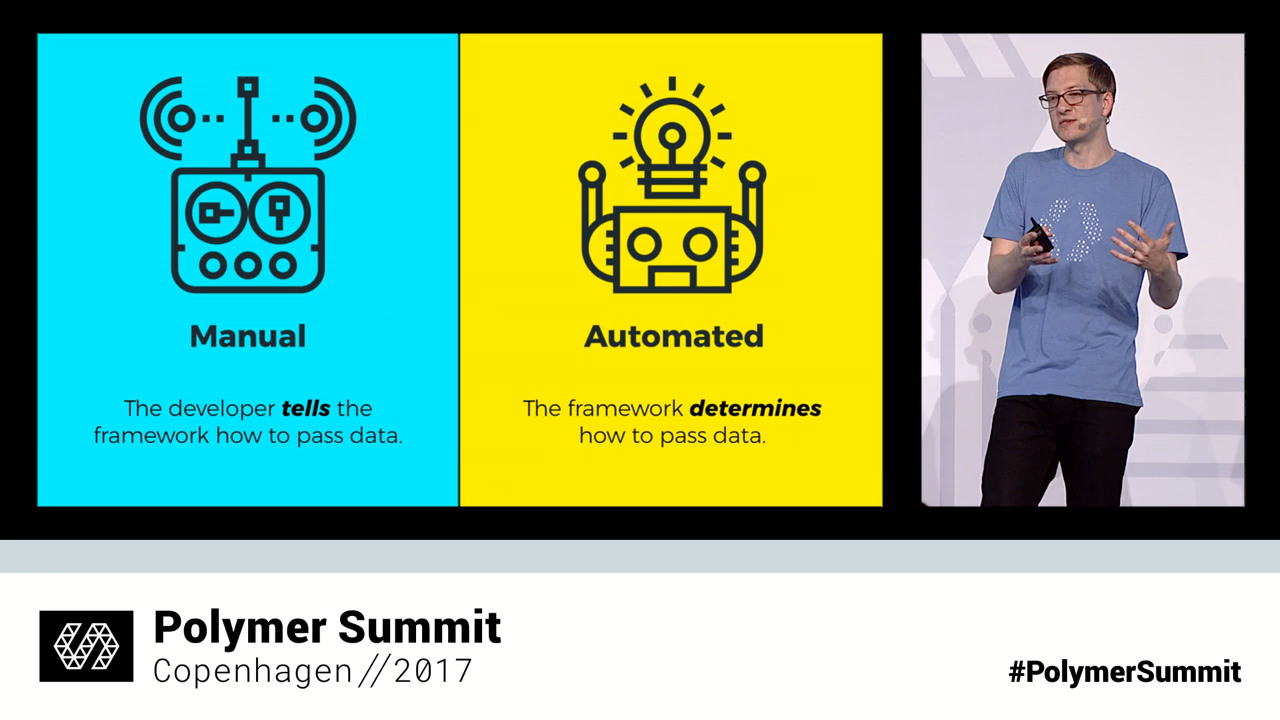 Manual
The developer tells the
framework how to pass data.
Automated
The framework determines
how to pass data.
Polymer Summit
Copenhagen//2017
#PolymerSummit